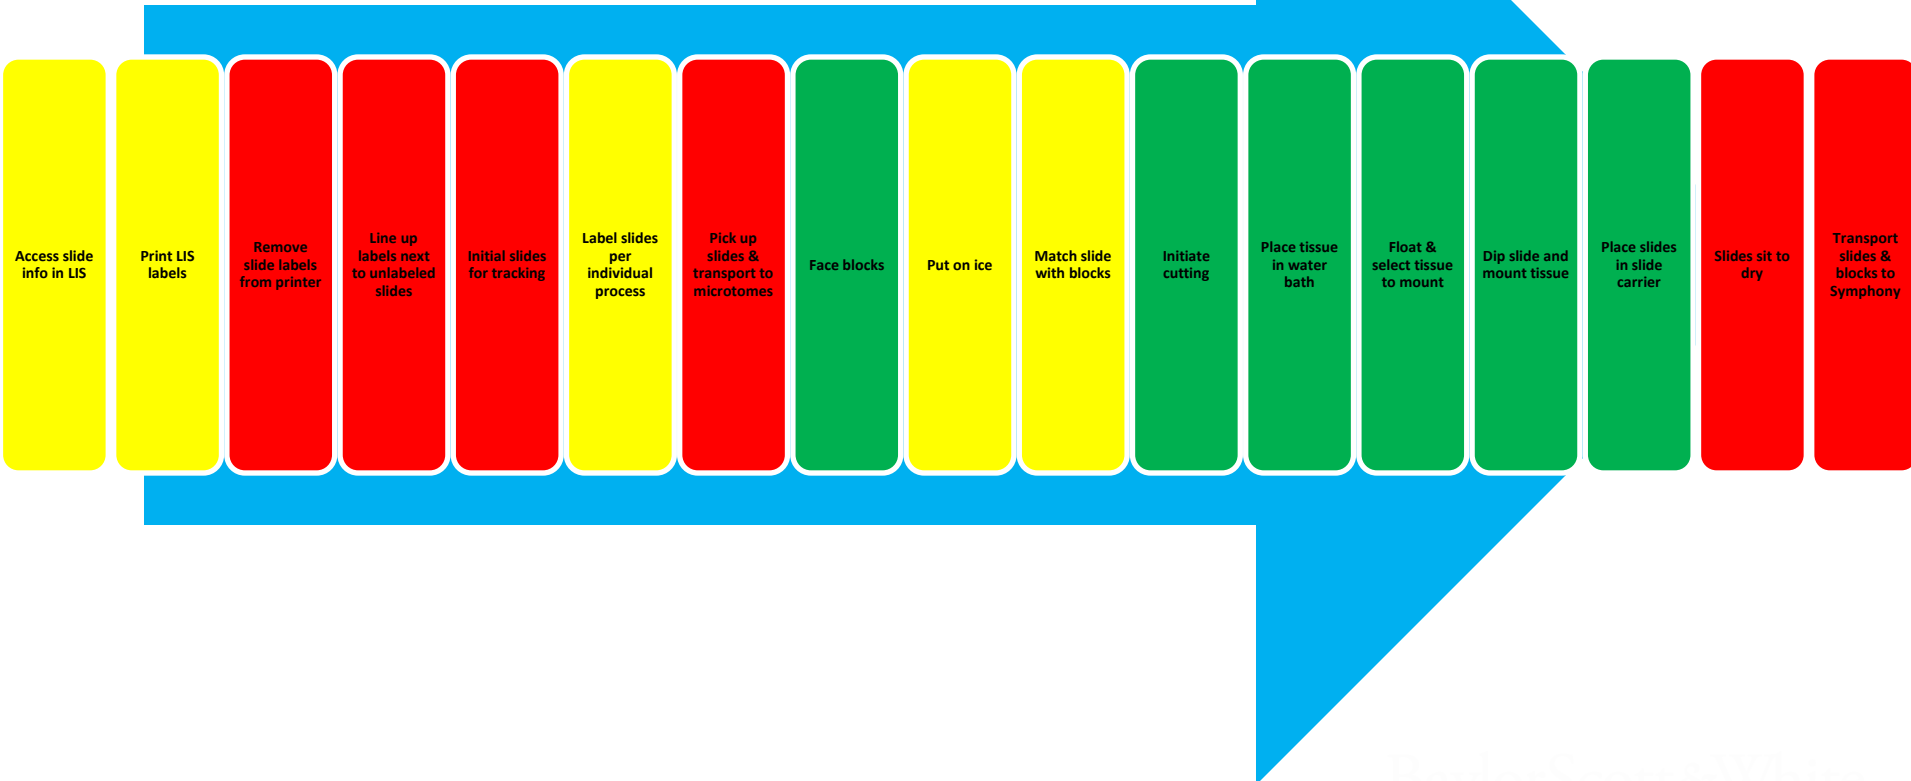 Access slide
info in LIS
Print LIS
labels
Remove
slide labels
from printer
Line up
labels next
to unlabeled
slides
Initial slides
for tracking
Label slides
per
individual
process
Pick up
slides &
transport to
microtomes
Face blocks
Put on ice
Match slide
with blocks
Initiate
cutting
Place tissue
in water
bath
Float &
select tissue
to mount
Dip slide and
mount tissue
Place slides
in slide
carrier
Slides sit to
dry
Transport
slides &
blocks to
Symphony